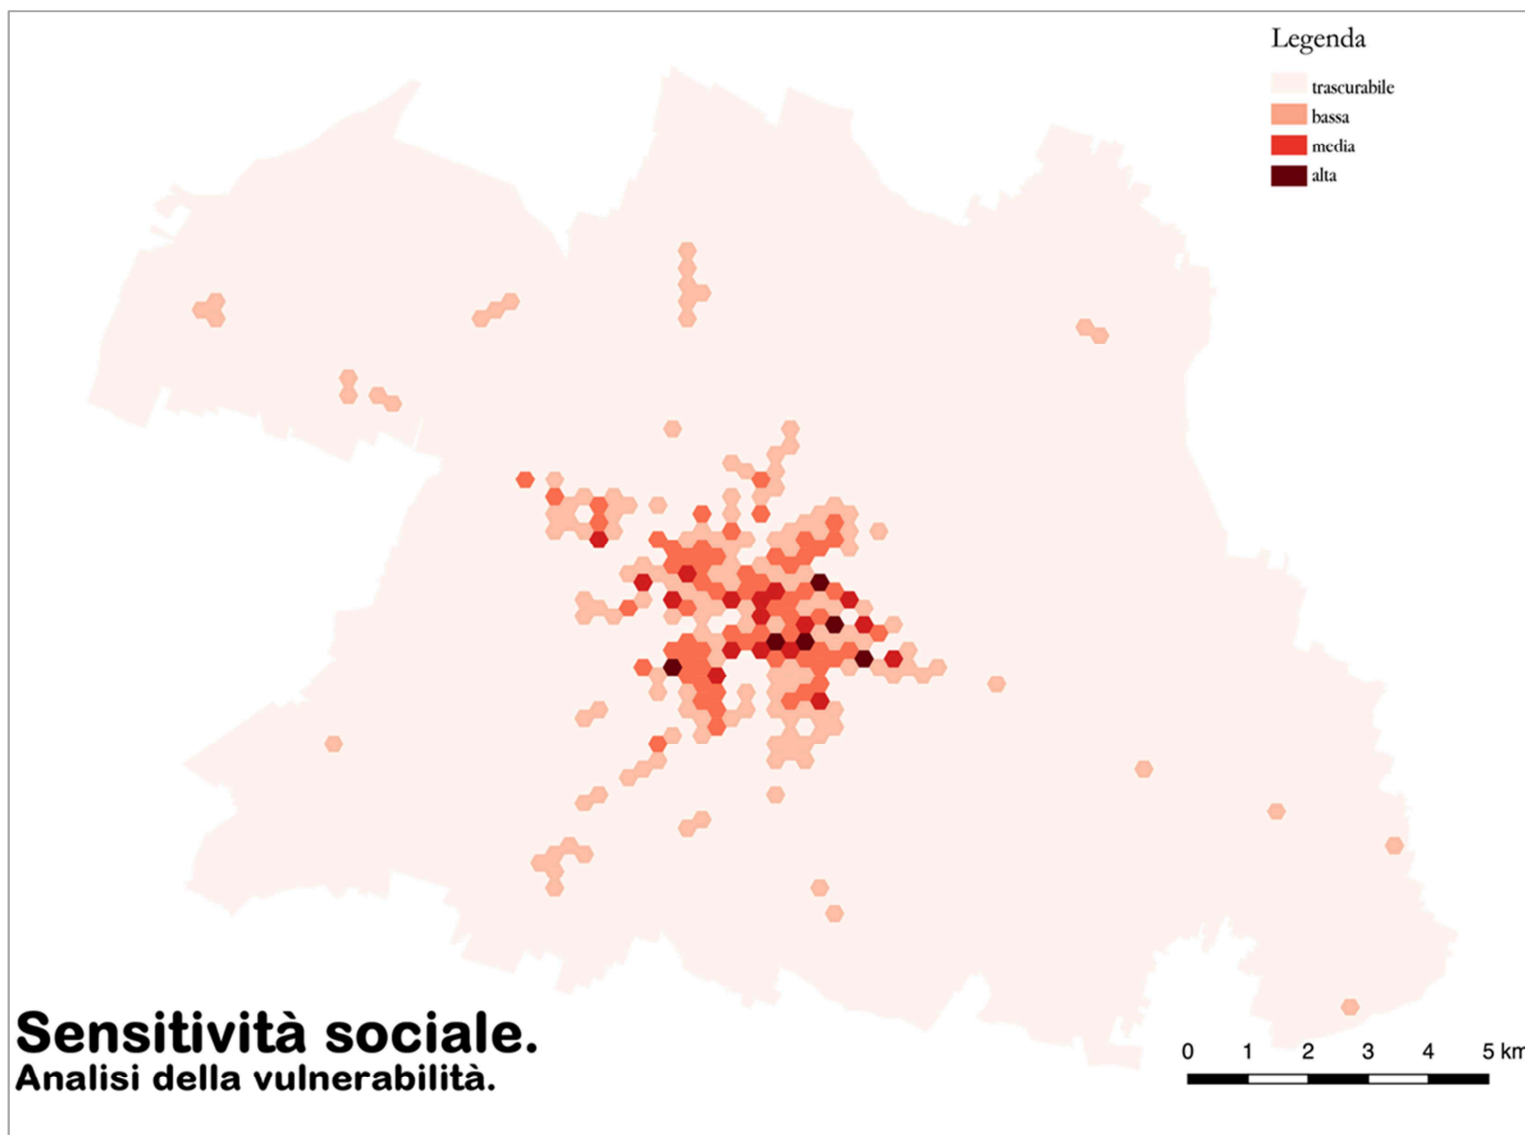 Legenda
trascurabile
bassa
media
alta
Sensitività sociale.
Analisi della vulnerabilità.
0 1 2 3 4 5 km